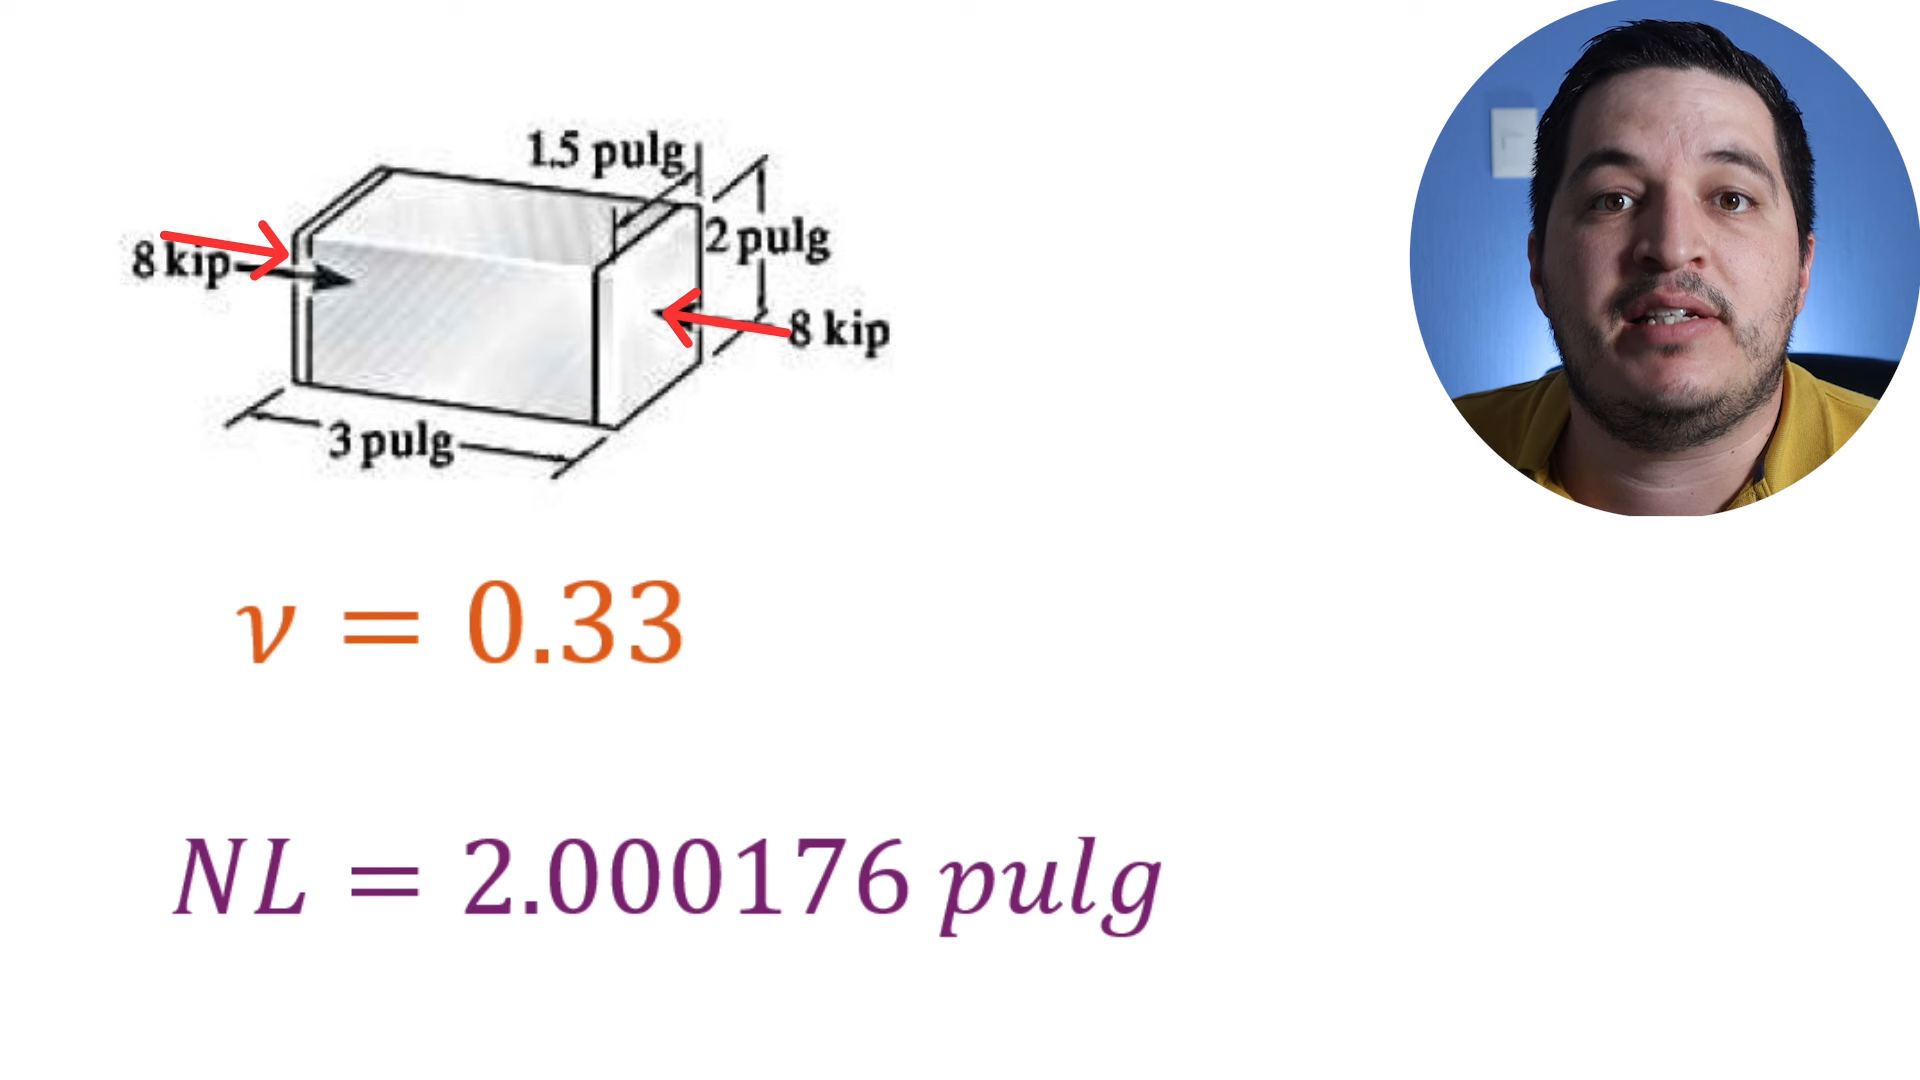 1.5 pulg
2 pulg
8 kip
8 kip
3 pulg
ν = 0.33
NL = 2.000176 pulg